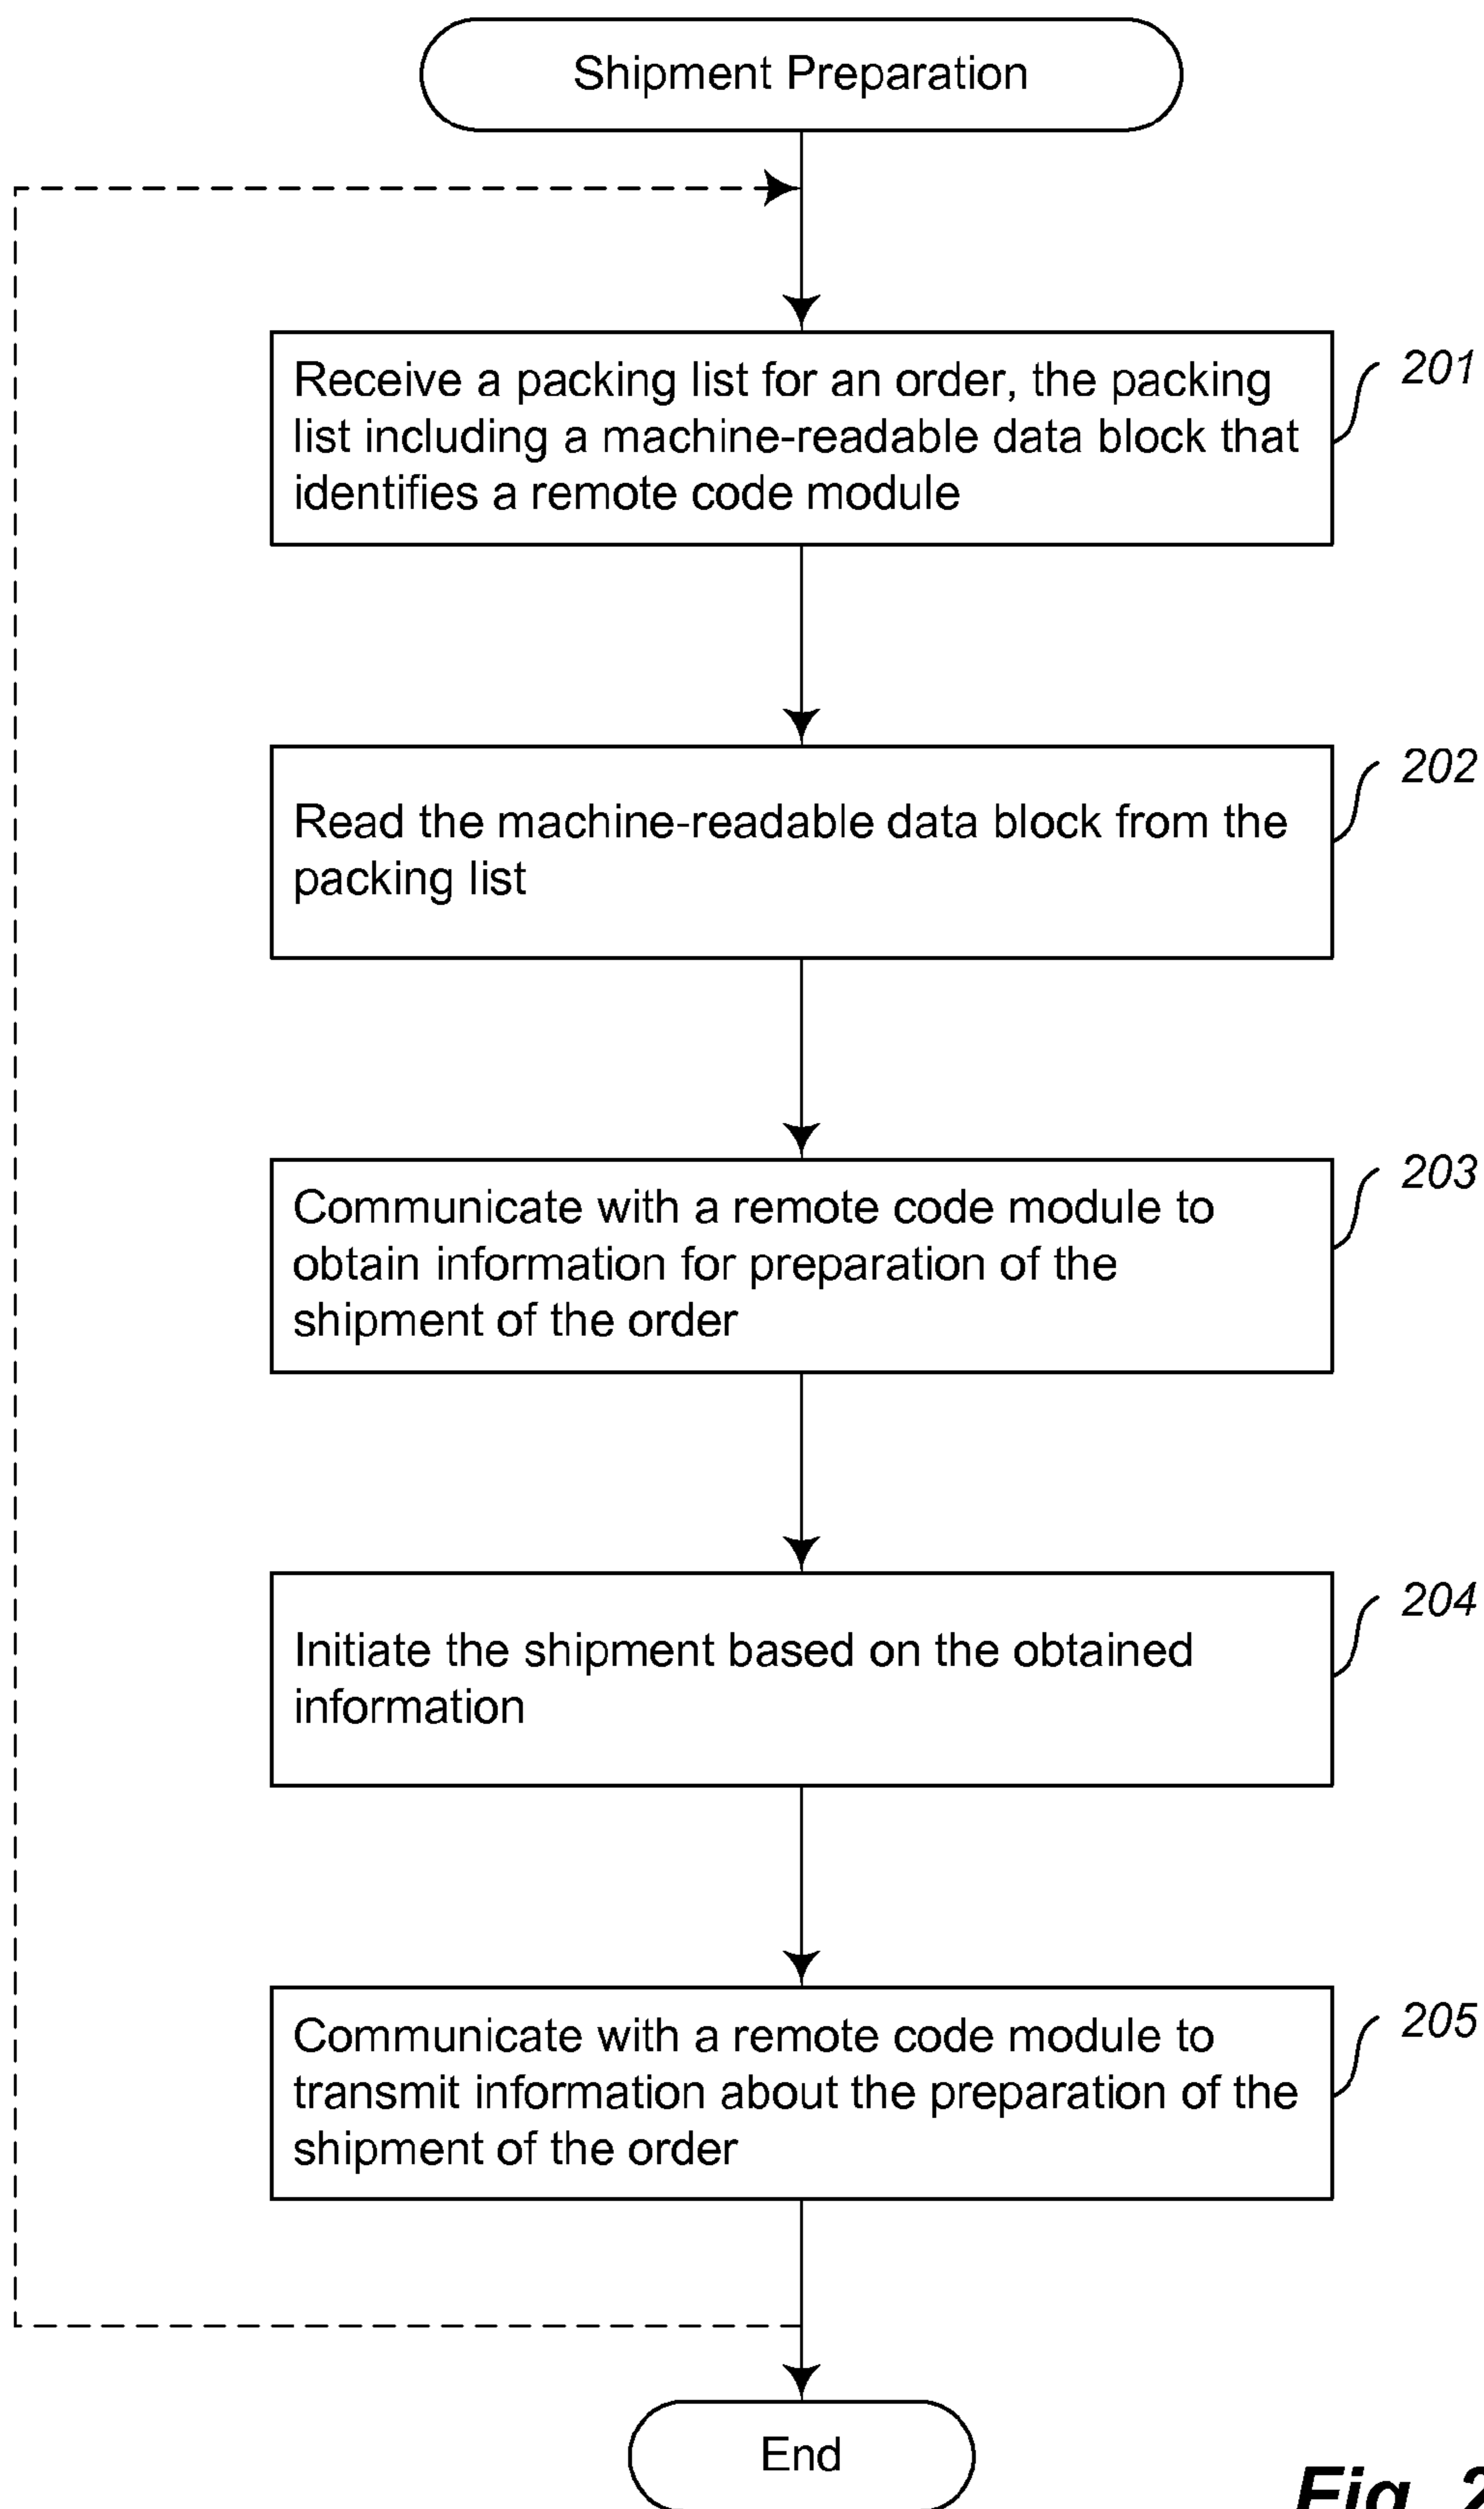 Shipment Preparation
Receive a packing list for an order, the packing
list including a machine-readable data block that
identifies a remote code module
201
Read the machine-readable data block from the
packing list
202
Communicate with a remote code module to
obtain information for preparation of the
shipment of the order
203
Initiate the shipment based on the obtained
information
204
Communicate with a remote code module to
transmit information about the preparation of the
shipment of the order
205
End
Fig. 2